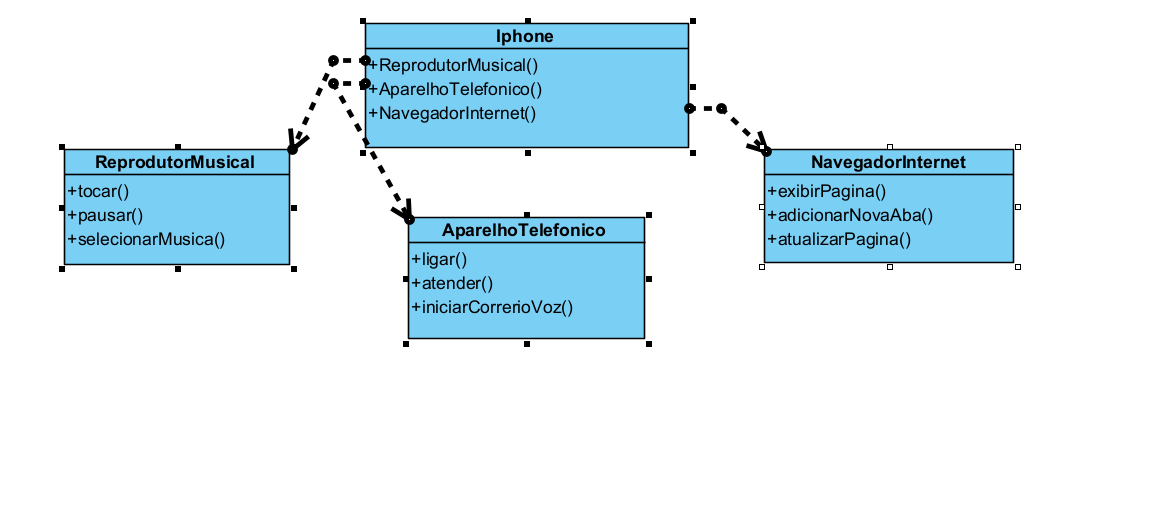 Iphone
+ReprodutorMusical()
+AparelhoTelefonico()
+NavegadorInternet()
ReprodutorMusical
+tocar()
+pausar()
+selecionarMusica()
AparelhoTelefonico
+ligar()
+atender()
+iniciarCorrerioVoz()
NavegadorInternet
+exibirPagina()
+adicionarNovaAba()
+atualizarPagina()